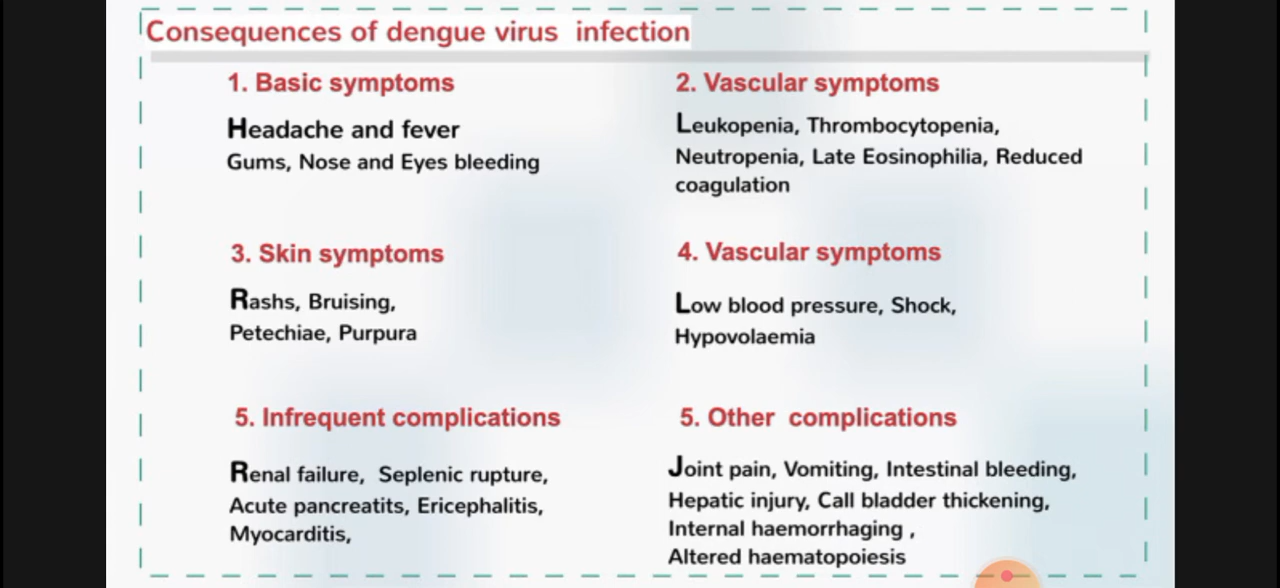 Consequences of dengue virus infection
1. Basic symptoms
Headache and fever
Gums, Nose and Eyes bleeding
2. Vascular symptoms
Leukopenia, Thrombocytopenia,
Neutropenia, Late Eosinophilia, Reduced
coagulation
3. Skin symptoms
Rashs, Bruising,
Petechiae, Purpura
4. Vascular symptoms
Low blood pressure, Shock,
Hypovolaemia
5. Infrequent complications
Renal failure, Seplenic rupture,
Acute pancreatits, Ericephalitis,
Myocarditis,
5. Other complications
Joint pain, Vomiting, Intestinal bleeding,
Hepatic injury, Call bladder thickening,
Internal haemorrhaging ,
Altered haematopoiesis